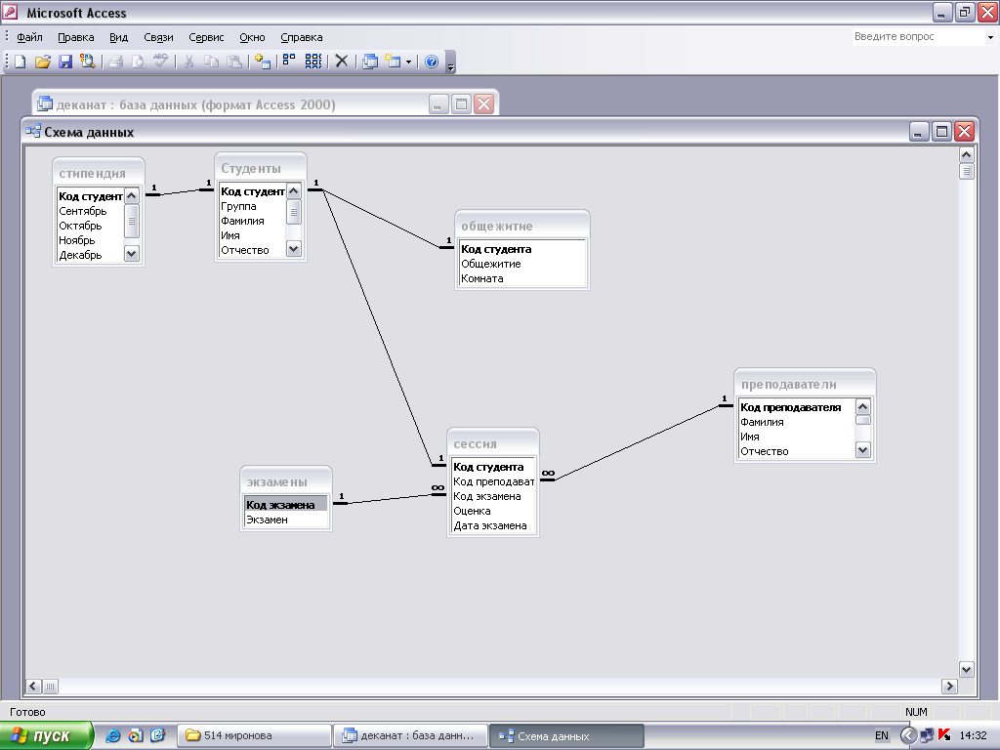 Microsoft Access
Файл Правка Вид Связи Сервис Окно Справка
Введите вопрос
деканат : база данных (формат Access 2000)
Схема данных
стипендия
Код студент
Сентябрь
Октябрь
Ноябрь
Декабрь
1
1
Студенты
Код студент
Группа
Фамилия
Имя
Отчество
1
1
общежитие
Код студента
Общежитие
Комната
1
преподаватели
Код преподавателя
Фамилия
Имя
Отчество
1
сессия
Код студента
Код преподават
Код экзамена
Оценка
Дата экзамена
∞
∞
экзамены
Код экзамена
Экзамен
1
Готово
NUM
пуск
514 миронова
деканат : база данн...
Схема данных
EN
14:32